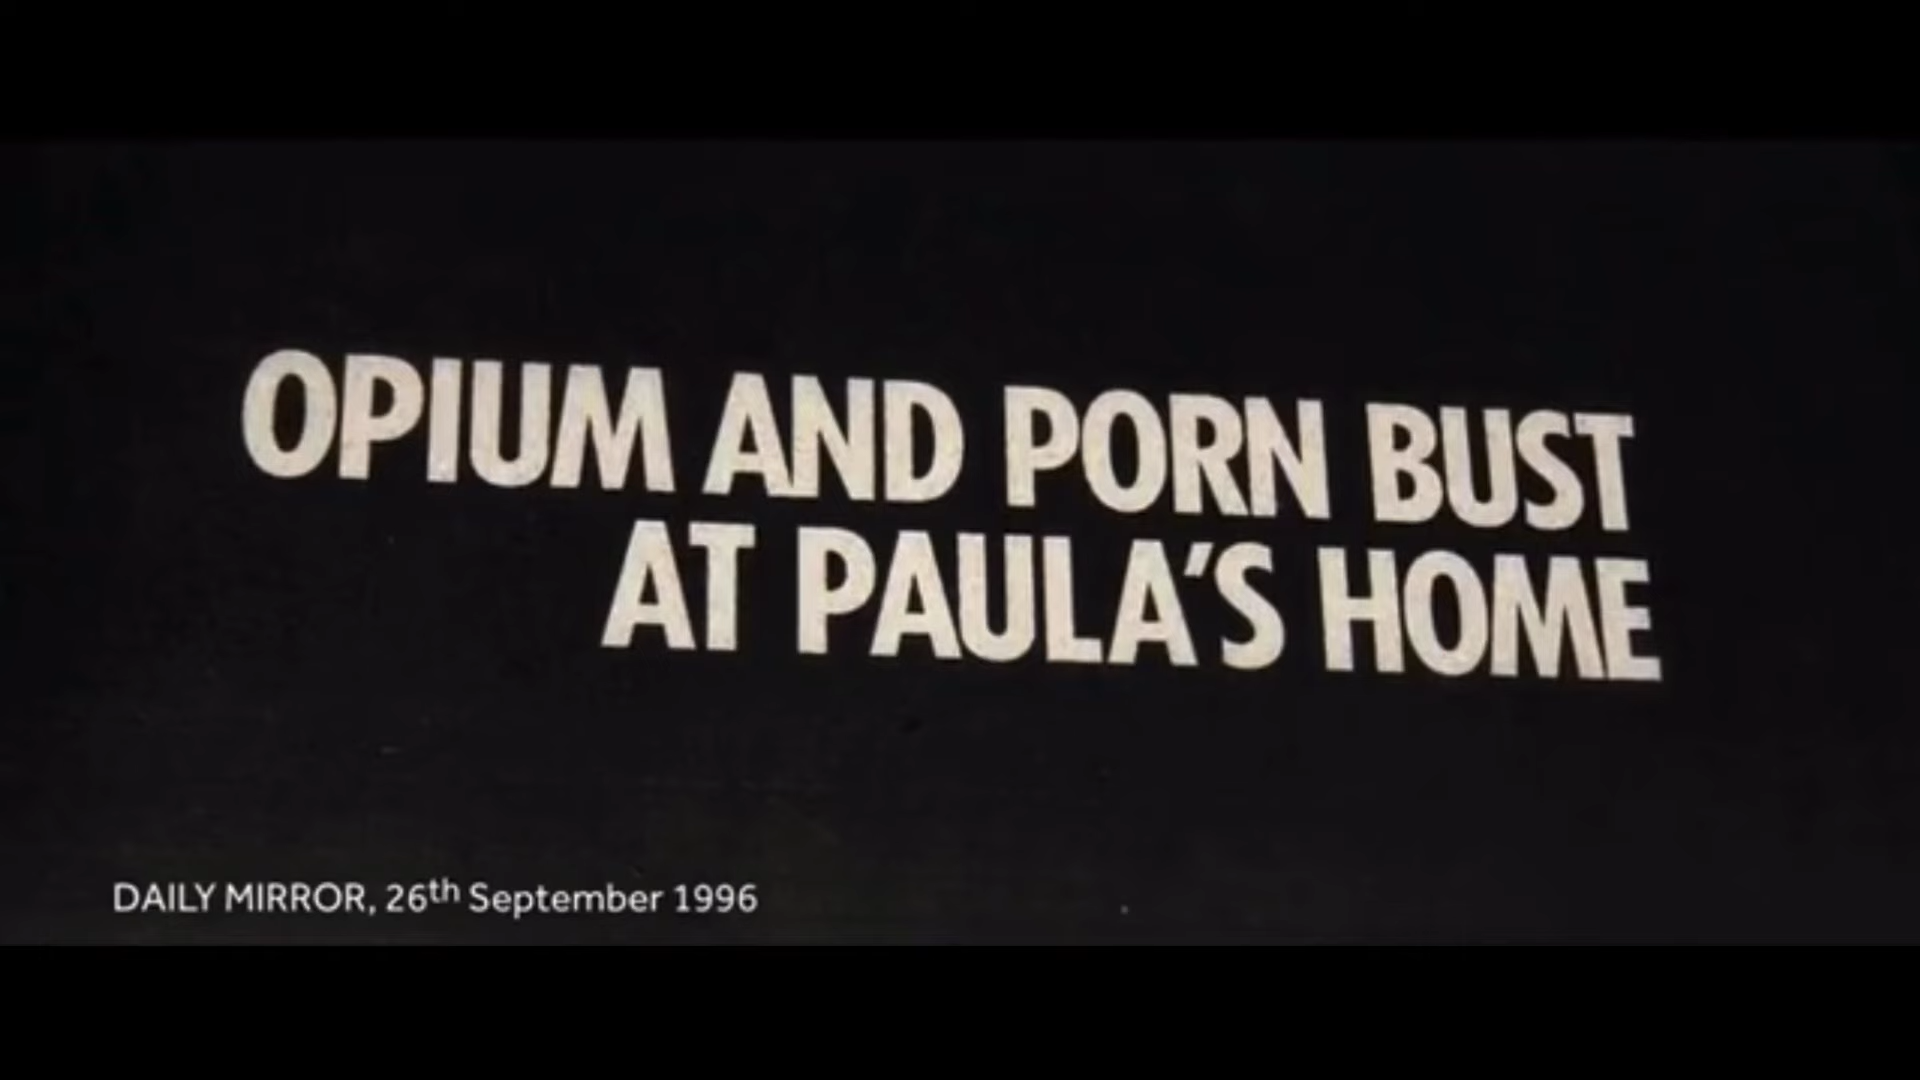 OPIUM AND PORN BUST
AT PAULA'S HOME
DAILY MIRROR, 26th September 1996